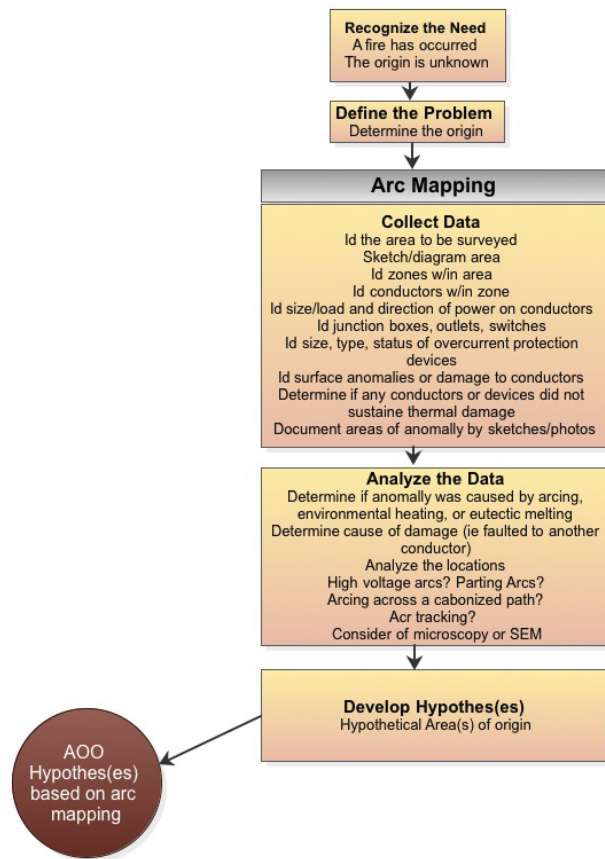 Recognize the Need
A fire has occurred
The origin is unknown
Define the Problem
Determine the origin
Arc Mapping
Collect Data
Id the area to be surveyed
Sketch/diagram area
Id zones w/in area
Id conductors w/in zone
Id size/load and direction of power on conductors
Id junction boxes, outlets, switches
Id size, type, status of overcurrent protection
devices
Id surface anomalies or damage to conductors
Determine if any conductors or devices did not
sustaine thermal damage
Document areas of anomally by sketches/photos
Analyze the Data
Determine if anomally was caused by arcing,
environmental heating, or eutectic melting
Determine cause of damage (ie faulted to another
conductor)
Analyze the locations
High voltage arcs? Parting Arcs?
Arcing across a cabonized path?
Acr tracking?
Consider of microscopy or SEM
Develop Hypothes(es)
Hypothetical Area(s) of origin
AOO
Hypothes(es)
based on arc
mapping